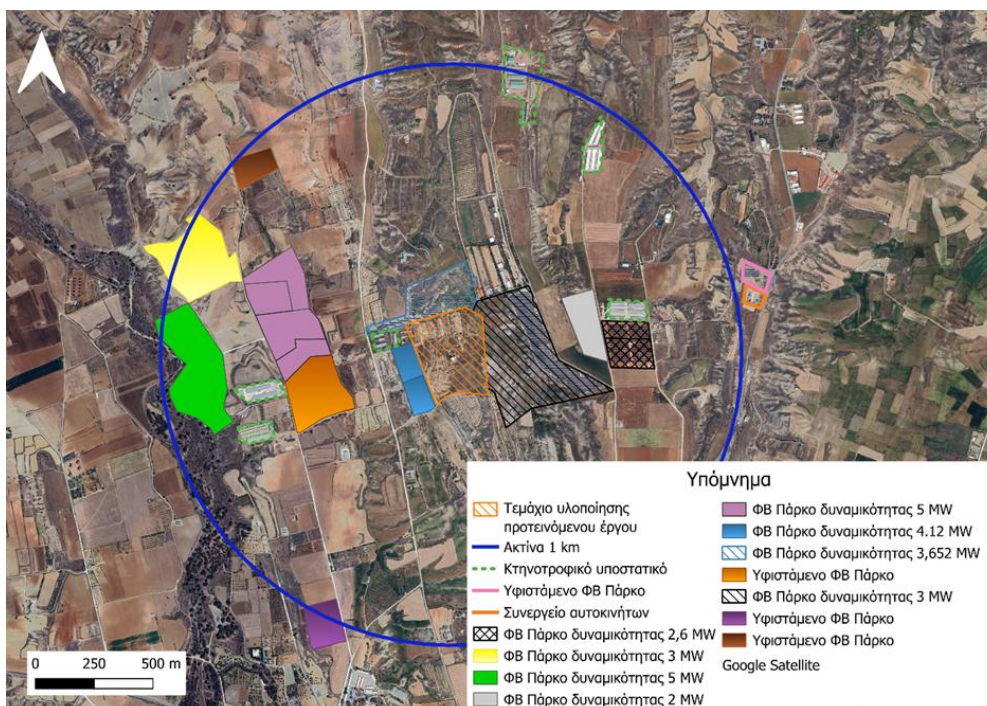 Υπόμνημα
Τεμάχιο υλοποίησης
προτεινόμενου έργου
Ακτίνα 1 km
Κτηνοτροφικό υποστατικό
Υφιστάμενο ΦΒ Πάρκο
Συνεργείο αυτοκινήτων
ΦΒ Πάρκο δυναμικότητας 2,6 MW
ΦΒ Πάρκο δυναμικότητας 3 MW
ΦΒ Πάρκο δυναμικότητας 5 MW
ΦΒ Πάρκο δυναμικότητας 2 MW
ΦΒ Πάρκο δυναμικότητας 5 MW
ΦΒ Πάρκο δυναμικότητας 4.12 MW
ΦΒ Πάρκο δυναμικότητας 3,652 MW
Υφιστάμενο ΦΒ Πάρκο
ΦΒ Πάρκο δυναμικότητας 3 MW
Υφιστάμενο ΦΒ Πάρκο
Υφιστάμενο ΦΒ Πάρκο
Google Satellite
0 250 500 m